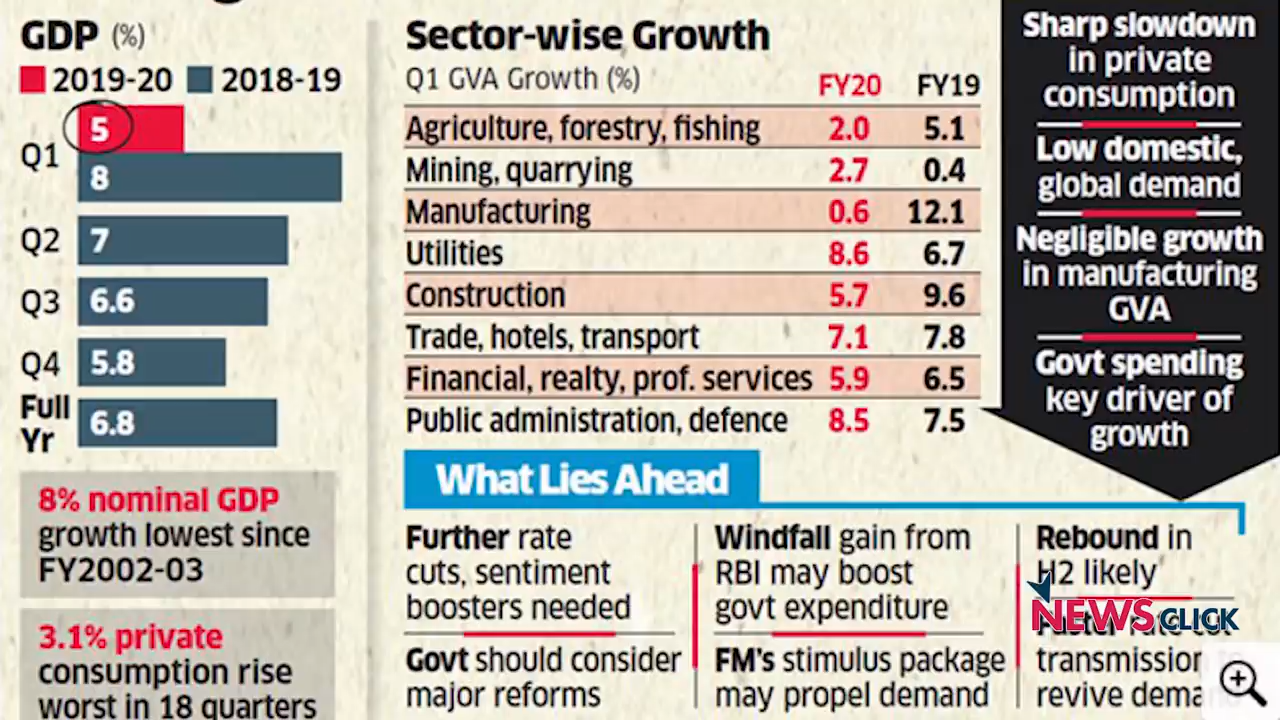 GDP (%)
2019-20 2018-19
Q1 5
8
Q2 7
Q3 6.6
Q4 5.8
Full Yr 6.8
8% nominal GDP
growth lowest since
FY2002-03
3.1% private
consumption rise
worst in 18 quarters
Sector-wise Growth
Q1 GVA Growth (%) FY20 FY19
Agriculture, forestry, fishing 2.0 5.1
Mining, quarrying 2.7 0.4
Manufacturing 0.6 12.1
Utilities 8.6 6.7
Construction 5.7 9.6
Trade, hotels, transport 7.1 7.8
Financial, realty, prof. services 5.9 6.5
Public administration, defence 8.5 7.5
Sharp slowdown
in private
consumption
Low domestic,
global demand
Negligible growth
in manufacturing
GVA
Govt spending
key driver of
growth
What Lies Ahead
Further rate
cuts, sentiment
boosters needed
Govt should consider
major reforms
Windfall gain from
RBI may boost
govt expenditure
FM's stimulus package
may propel demand
Rebound in
H2 likely
transmission
revive
NEWSCLICK